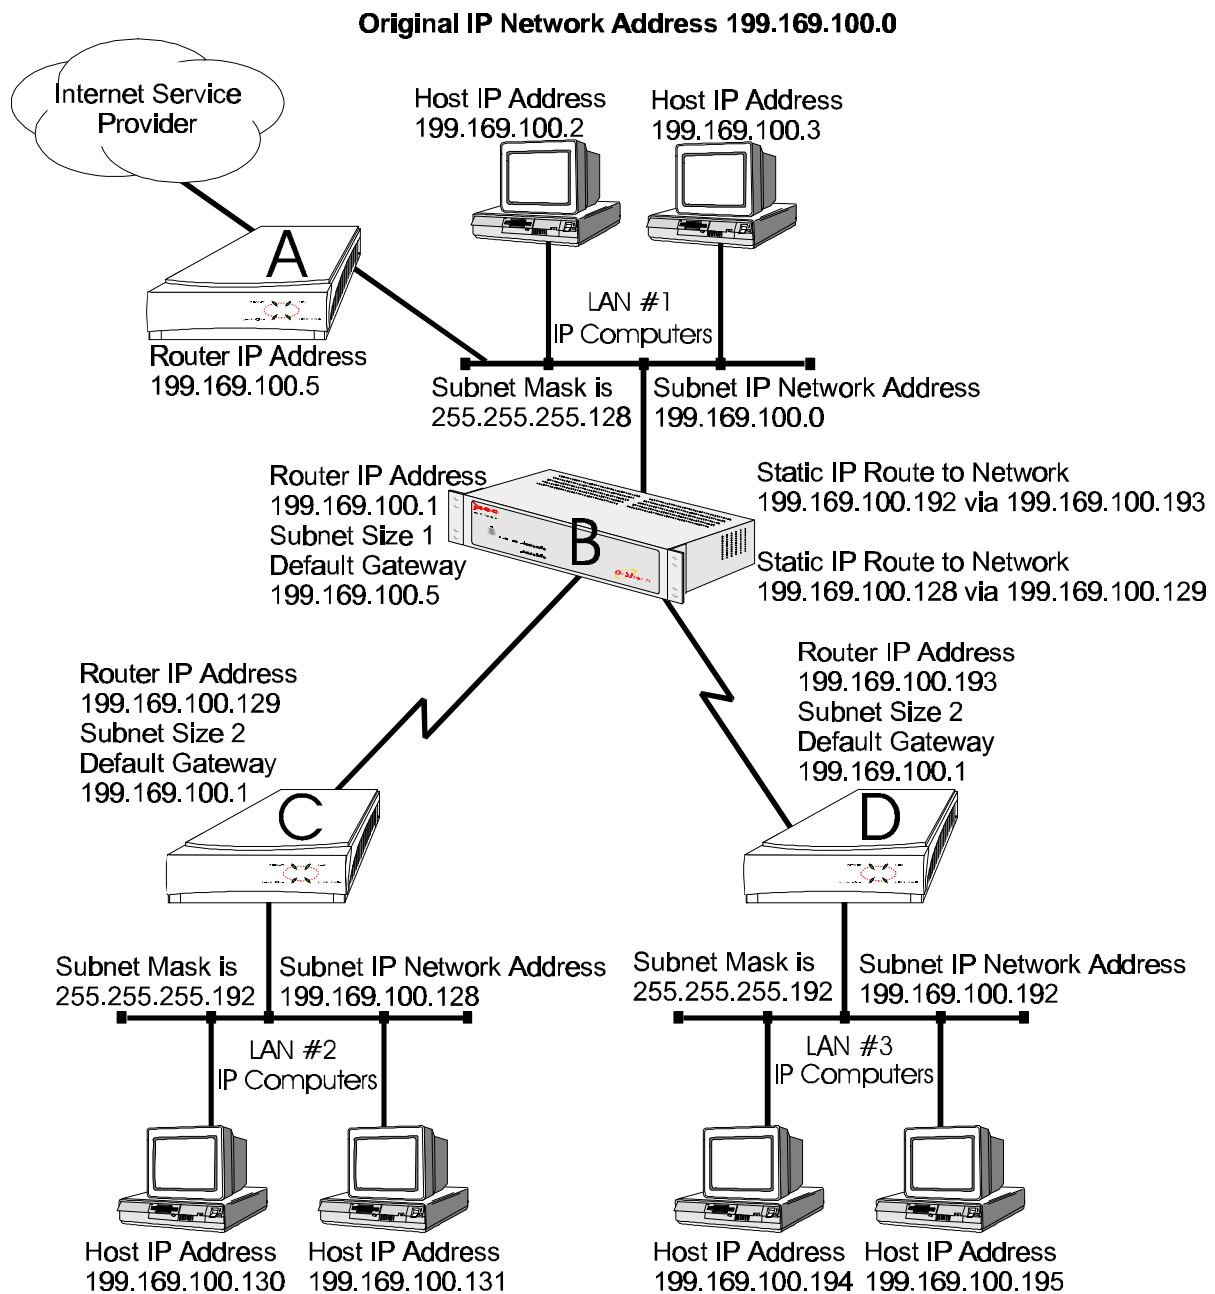 Original IP Network Address 199.169.100.0
Internet Service
Provider
Host IP Address
199.169.100.2
Host IP Address
199.169.100.3
A
LAN #1
IP Computers
Router IP Address
199.169.100.5
Subnet Mask is
255.255.255.128
Subnet IP Network Address
199.169.100.0
Router IP Address
199.169.100.1
Subnet Size 1
Default Gateway
199.169.100.5
B
Static IP Route to Network
199.169.100.192 via 199.169.100.193
Static IP Route to Network
199.169.100.128 via 199.169.100.129
Router IP Address
199.169.100.129
Subnet Size 2
Default Gateway
199.169.100.1
C
Router IP Address
199.169.100.193
Subnet Size 2
Default Gateway
199.169.100.1
D
Subnet Mask is
255.255.255.192
Subnet IP Network Address
199.169.100.128
LAN #2
IP Computers
Subnet Mask is
255.255.255.192
Subnet IP Network Address
199.169.100.192
LAN #3
IP Computers
Host IP Address
199.169.100.130
Host IP Address
199.169.100.131
Host IP Address
199.169.100.194
Host IP Address
199.169.100.195